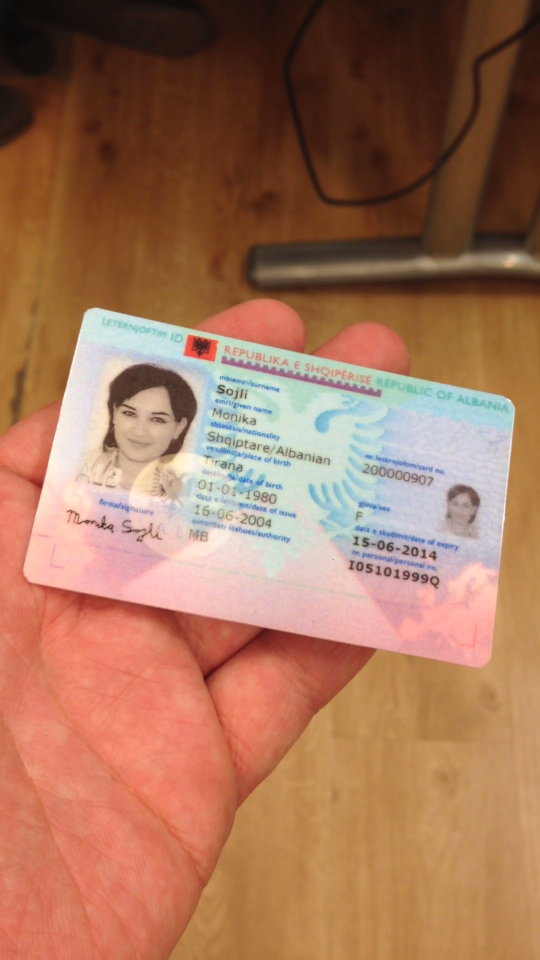 LETËRNJOFTIM ID
REPUBLIKA E SHQIPËRISË REPUBLIC OF ALBANIA
mbiemri/surname
Sojli
emri/given name
Monika
shtetësia/nationality
Shqiptare/Albanian
vendlindja/place of birth
Tirana
datëlindja/date of birth
01-01-1980
data e lëshimit/date of issue
16-06-2004
autoriteti lëshues/authority
MB
nr. letërnjoftim/card no.
200000907
gjinia/sex
F
data e skadimit/date of expiry
15-06-2014
nr. personal/personal no.
I05101999Q
firma/signature
Monika Sojli